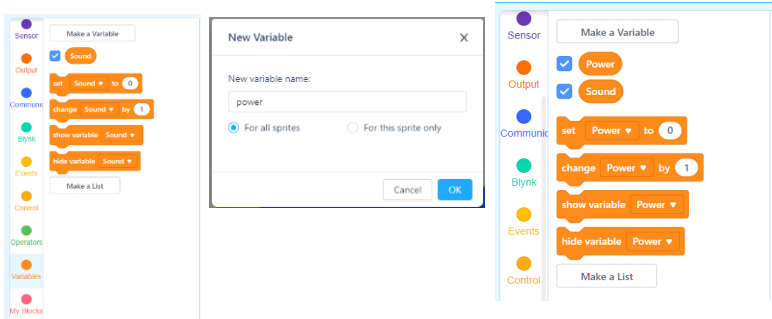 Sensor
Output
Communic
Blynk
Events
Control
Operators
Variables
My Blocks
Make a Variable
Sound
set Sound ▾ to 0
change Sound ▾ by 1
show variable Sound ▾
hide variable Sound ▾
Make a List
New Variable X
New variable name:
power
For all sprites For this sprite only
Cancel OK
Sensor
Output
Communic
Blynk
Events
Control
Make a Variable
Power
Sound
set Power ▾ to 0
change Power ▾ by 1
show variable Power ▾
hide variable Power ▾
Make a List